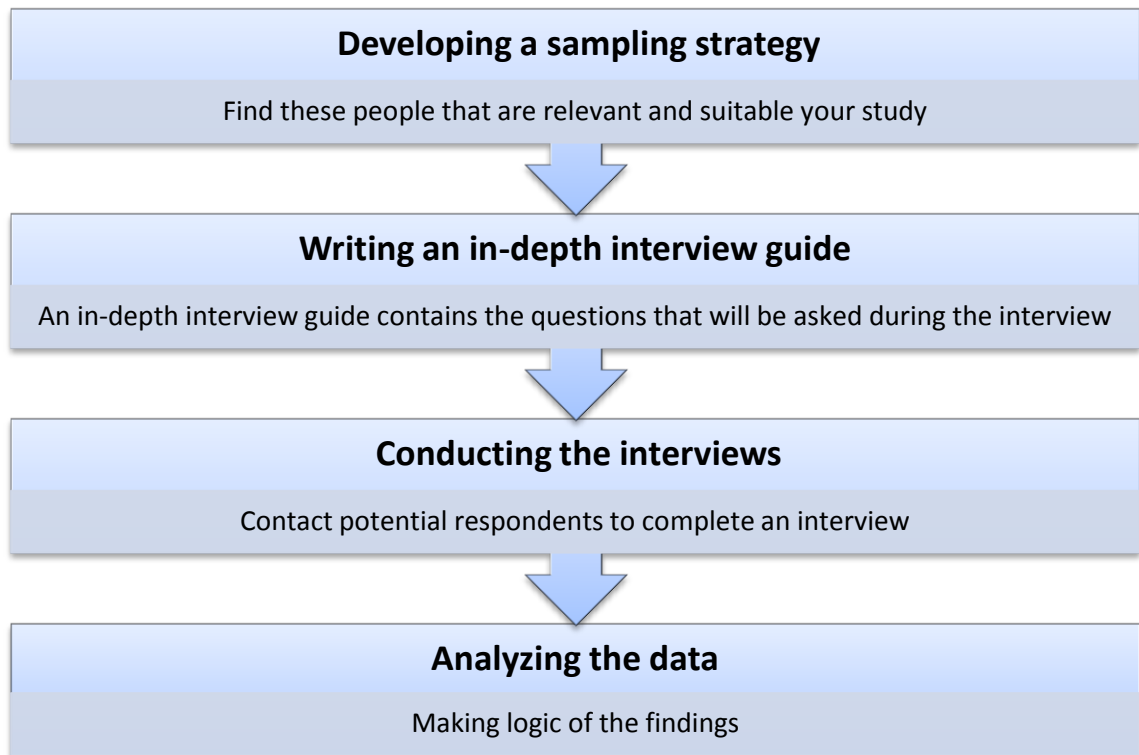 Developing a sampling strategy
Find these people that are relevant and suitable your study
Writing an in-depth interview guide
An in-depth interview guide contains the questions that will be asked during the interview
Conducting the interviews
Contact potential respondents to complete an interview
Analyzing the data
Making logic of the findings